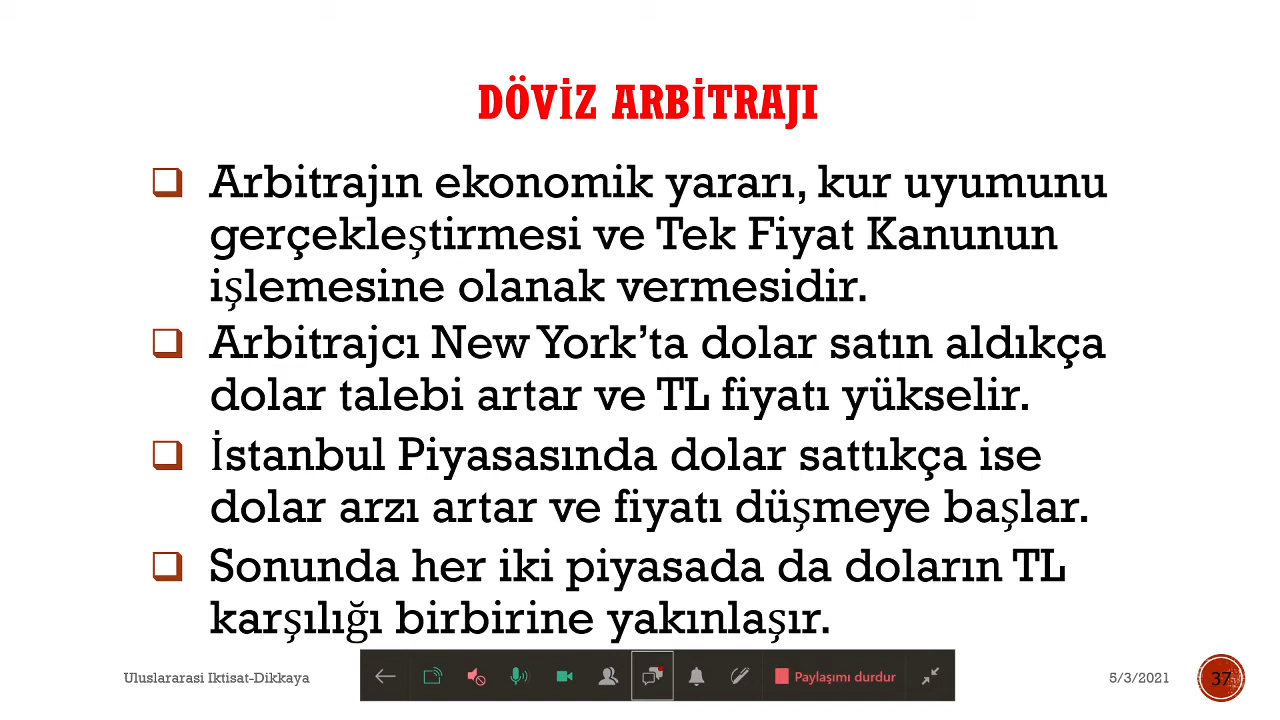 DÖVİZ ARBİTRAJI
Arbitrajın ekonomik yararı, kur uyumunu
gerçekleştirmesi ve Tek Fiyat Kanunun
işlemesine olanak vermesidir.
Arbitrajcı New York’ta dolar satın aldıkça
dolar talebi artar ve TL fiyatı yükselir.
İstanbul Piyasasında dolar sattıkça ise
dolar arzı artar ve fiyatı düşmeye başlar.
Sonunda her iki piyasada da doların TL
karşılığı birbirine yakınlaşır.
Uluslararasi Iktisat-Dikkaya
Paylaşımı durdur
5/3/2021
37